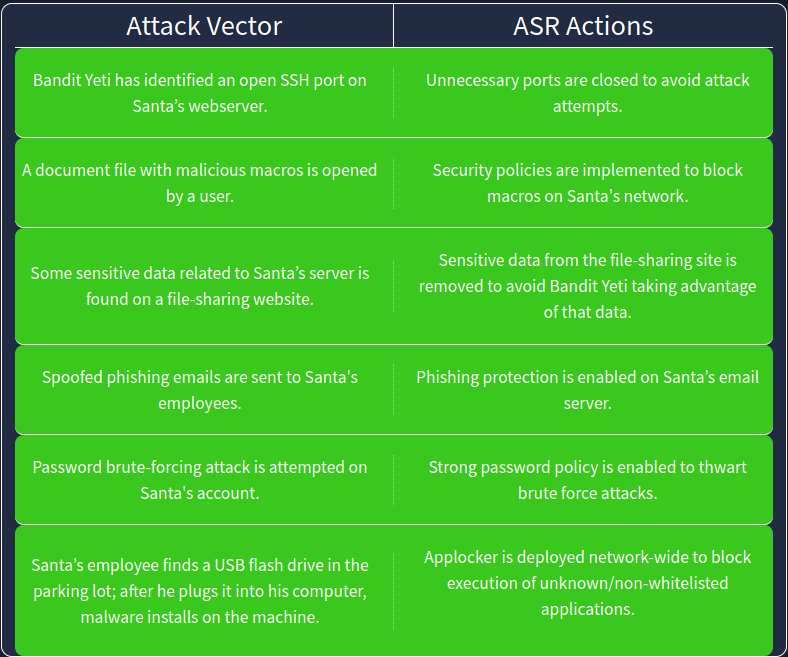 Attack Vector
ASR Actions
Bandit Yeti has identified an open SSH port on
Santa’s webserver.
Unnecessary ports are closed to avoid attack
attempts.
A document file with malicious macros is opened
by a user.
Security policies are implemented to block
macros on Santa's network.
Some sensitive data related to Santa’s server is
found on a file-sharing website.
Sensitive data from the file-sharing site is
removed to avoid Bandit Yeti taking advantage
of that data.
Spoofed phishing emails are sent to Santa's
employees.
Phishing protection is enabled on Santa’s email
server.
Password brute-forcing attack is attempted on
Santa's account.
Strong password policy is enabled to thwart
brute force attacks.
Santa’s employee finds a USB flash drive in the
parking lot; after he plugs it into his computer,
malware installs on the machine.
Applocker is deployed network-wide to block
execution of unknown/non-whitelisted
applications.